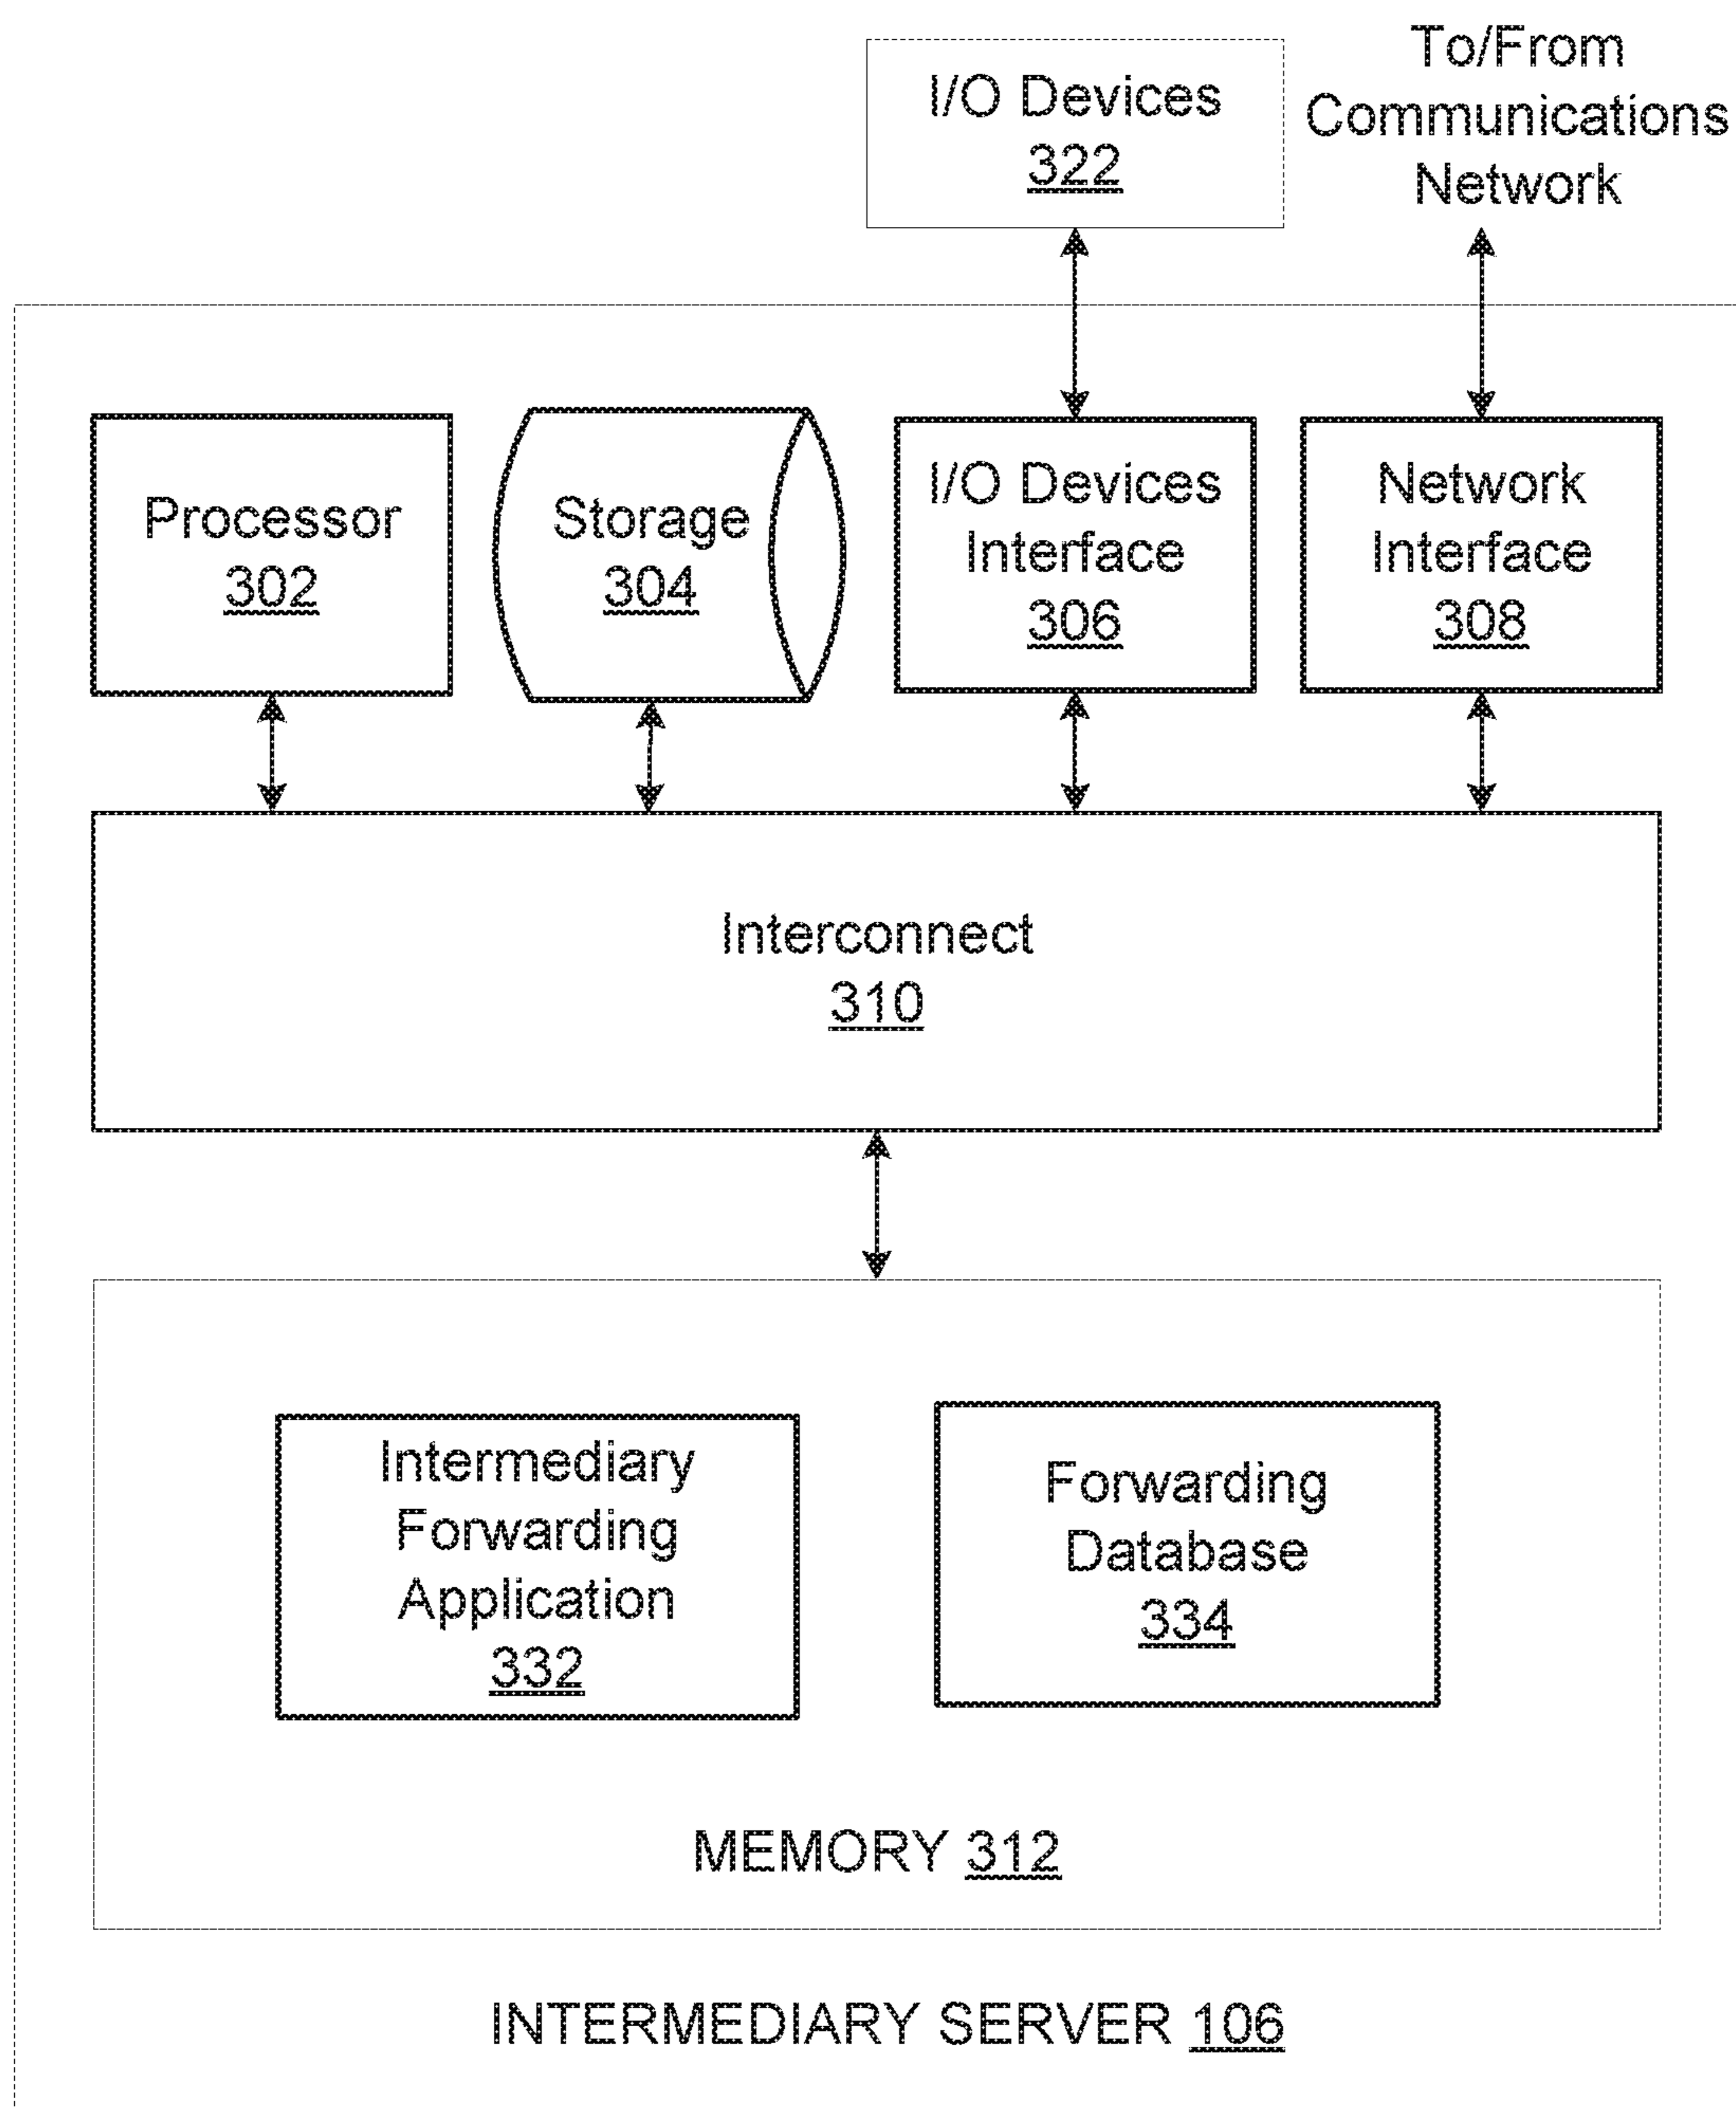 I/O Devices
322
To/From
Communications
Network
Processor
302
Storage
304
I/O Devices
Interface
306
Network
Interface
308
Interconnect
310
Intermediary
Forwarding
Application
332
Forwarding
Database
334
MEMORY 312
INTERMEDIARY SERVER 106